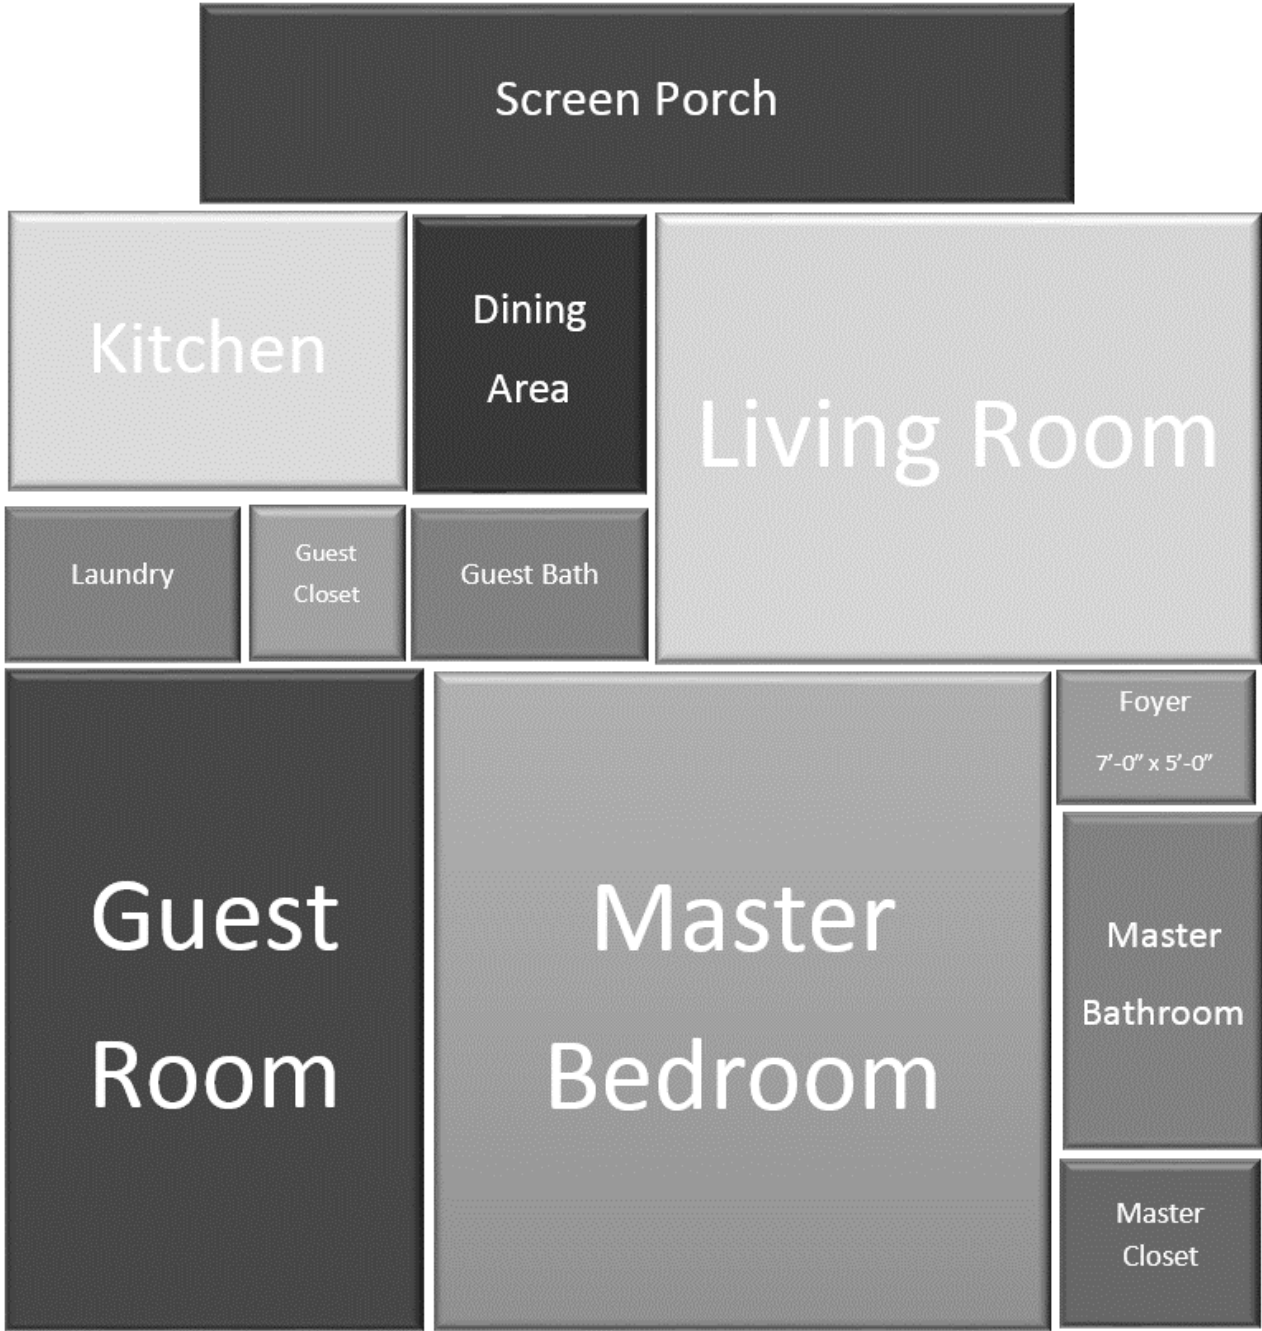 Screen Porch
Kitchen
Dining
Area
Living Room
Laundry
Guest
Closet
Guest Bath
Guest
Room
Master
Bedroom
Foyer
7’-0” x 5’-0”
Master
Bathroom
Master
Closet